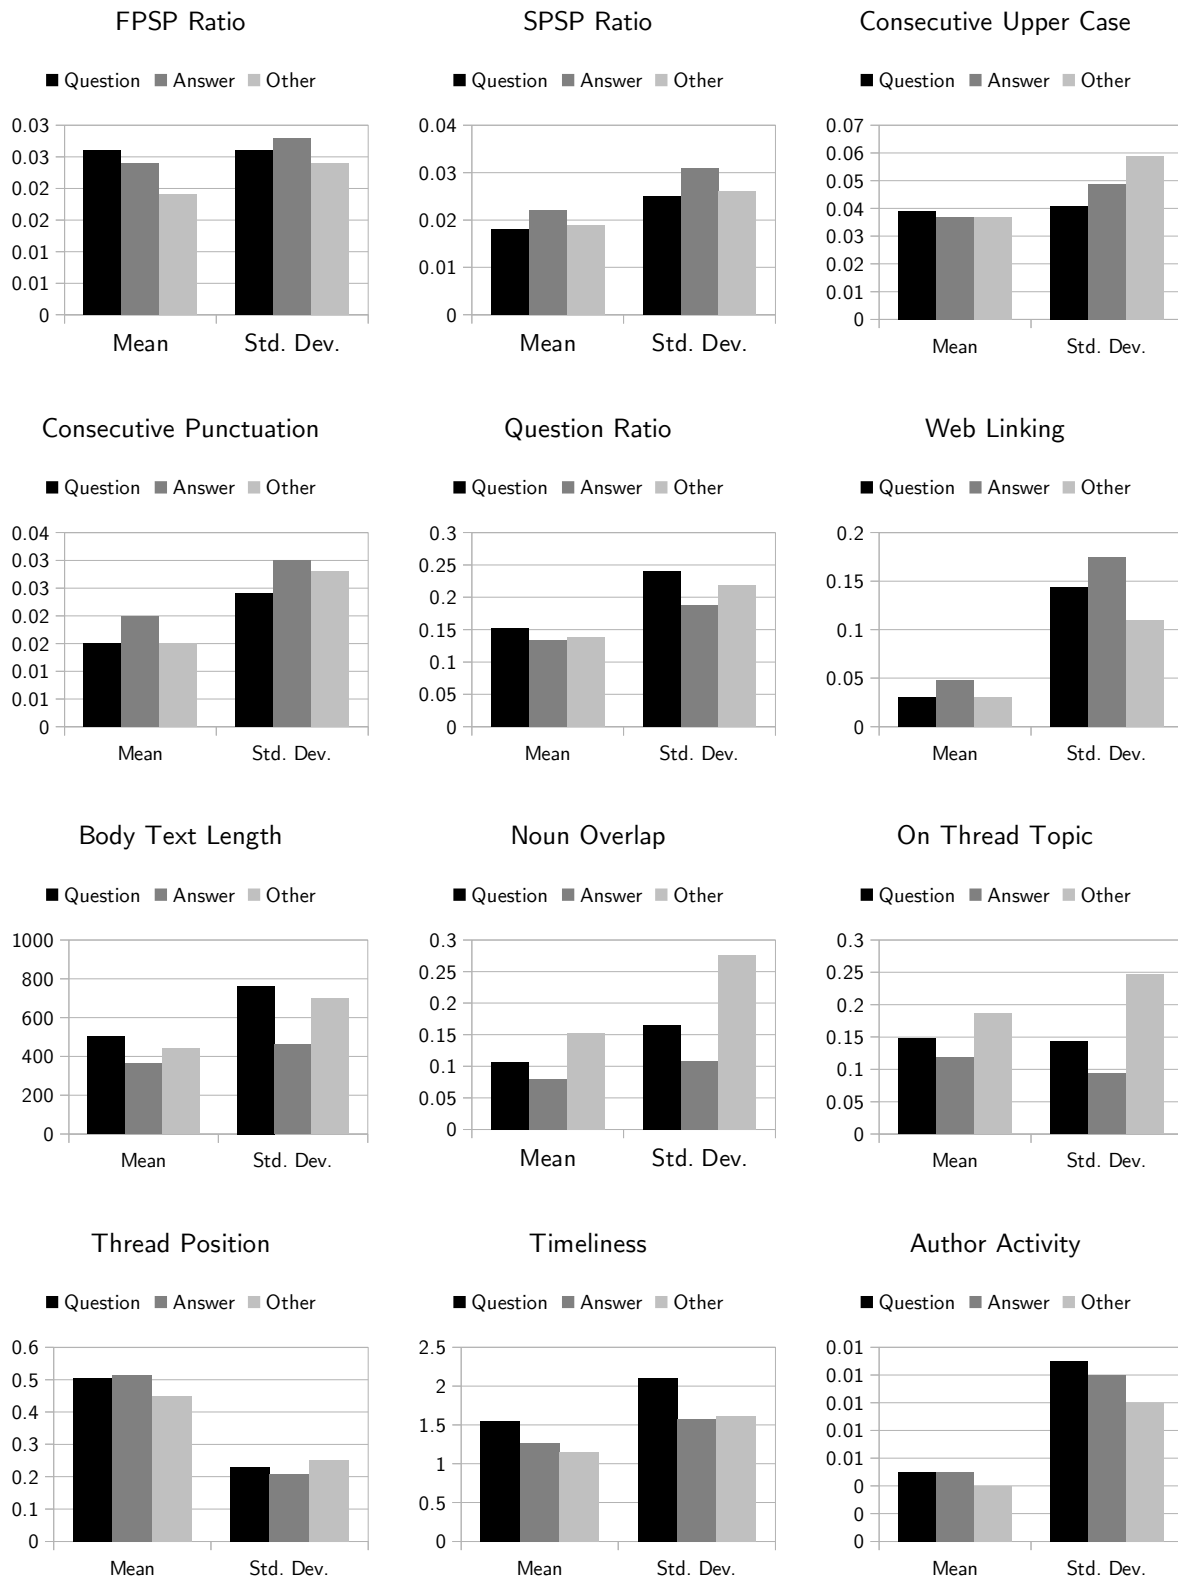 FPSP Ratio
Question Answer Other
0.03
0.03
0.02
0.02
0.01
0.01
0
Mean Std. Dev.
SPSP Ratio
Question Answer Other
0.04
0.03
0.02
0.01
0
Mean Std. Dev.
Consecutive Upper Case
Question Answer Other
0.07
0.06
0.05
0.04
0.03
0.02
0.01
0
Mean Std. Dev.
Consecutive Punctuation
Question Answer Other
0.04
0.03
0.03
0.02
0.02
0.01
0.01
0
Mean Std. Dev.
Question Ratio
Question Answer Other
0.3
0.25
0.2
0.15
0.1
0.05
0
Mean Std. Dev.
Web Linking
Question Answer Other
0.2
0.15
0.1
0.05
0
Mean Std. Dev.
Body Text Length
Question Answer Other
1000
800
600
400
200
0
Mean Std. Dev.
Noun Overlap
Question Answer Other
0.3
0.25
0.2
0.15
0.1
0.05
0
Mean Std. Dev.
On Thread Topic
Question Answer Other
0.3
0.25
0.2
0.15
0.1
0.05
0
Mean Std. Dev.
Thread Position
Question Answer Other
0.6
0.5
0.4
0.3
0.2
0.1
0
Mean Std. Dev.
Timeliness
Question Answer Other
2.5
2
1.5
1
0.5
0
Mean Std. Dev.
Author Activity
Question Answer Other
0.01
0.01
0.01
0.01
0.01
0
0
0
Mean Std. Dev.